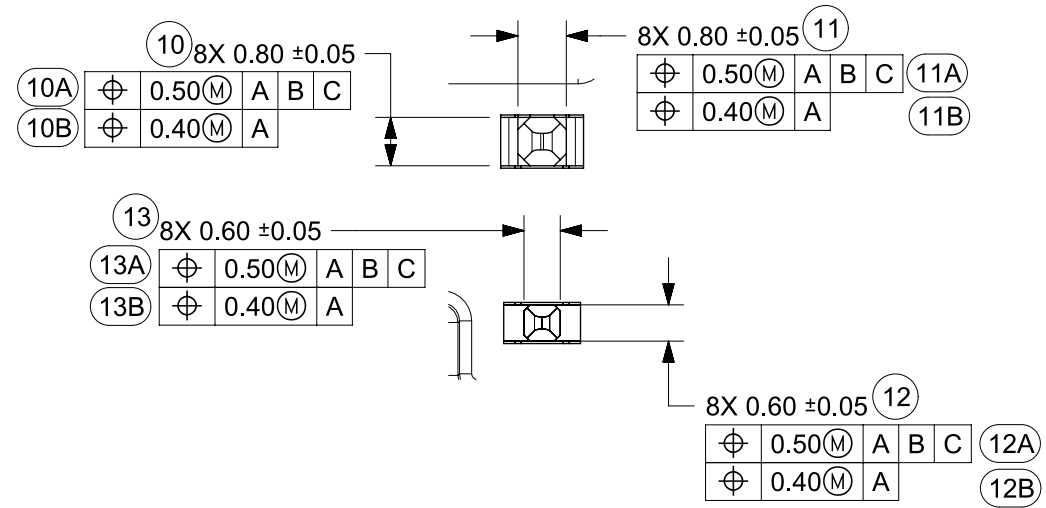 10 8X 0.80 ±0.05
10A ⌖ 0.50Ⓜ A B C
10B ⌖ 0.40Ⓜ A
8X 0.80 ±0.05 11
⌖ 0.50Ⓜ A B C 11A
⌖ 0.40Ⓜ A 11B
13 8X 0.60 ±0.05
13A ⌖ 0.50Ⓜ A B C
13B ⌖ 0.40Ⓜ A
8X 0.60 ±0.05 12
⌖ 0.50Ⓜ A B C 12A
⌖ 0.40Ⓜ A 12B